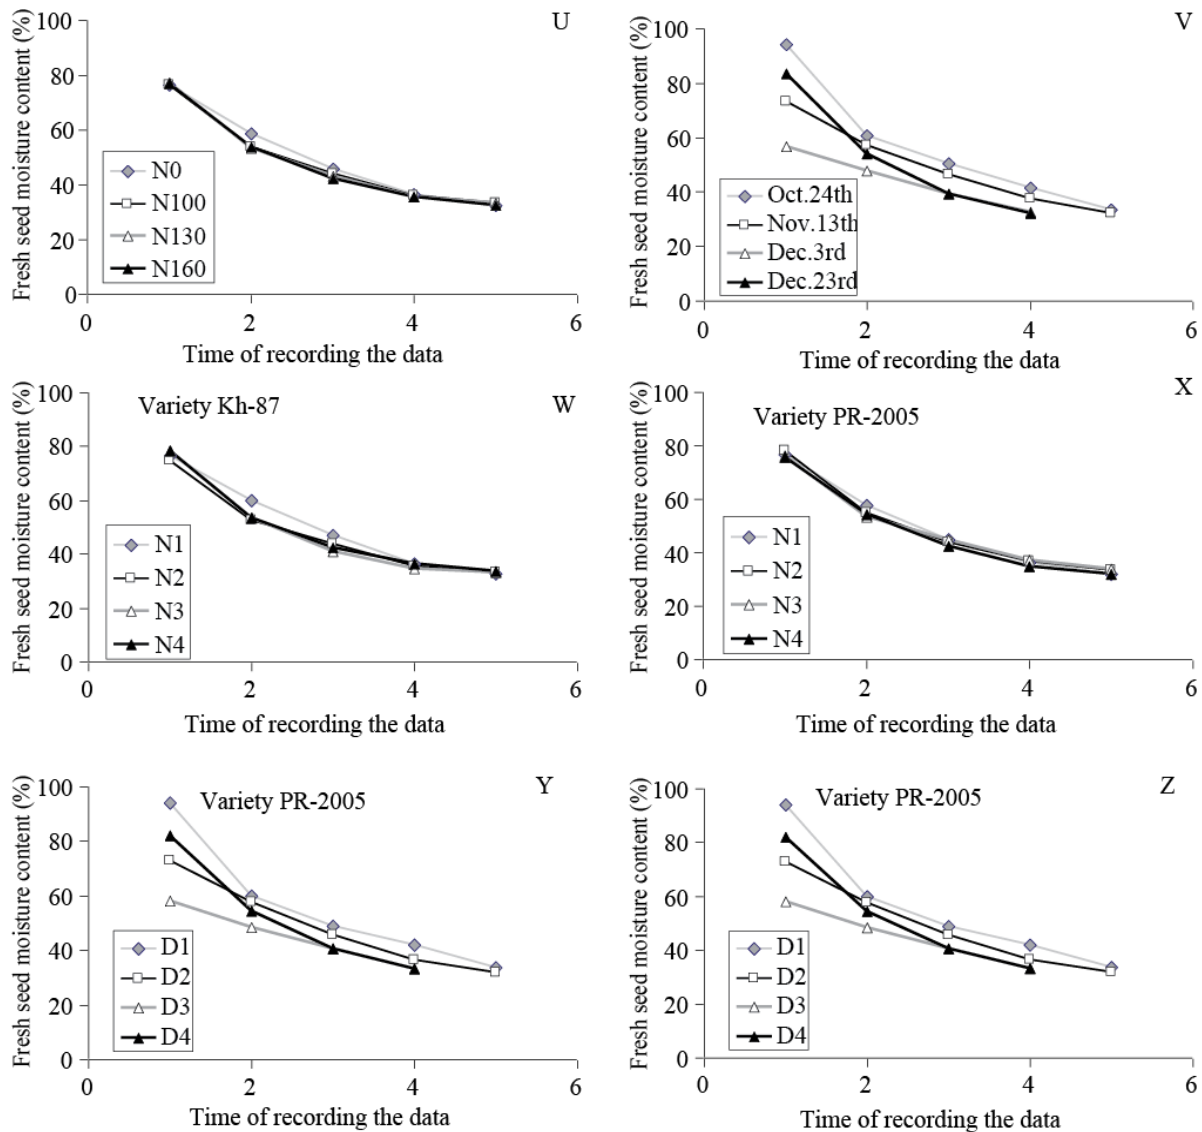 U
Fresh seed moisture content (%)
100
80
60
40
20
0
N0
N100
N130
N160
0 2 4 6
Time of recording the data
V
Fresh seed moisture content (%)
100
80
60
40
20
0
Oct.24th
Nov.13th
Dec.3rd
Dec.23rd
0 2 4 6
Time of recording the data
Variety Kh-87
W
Fresh seed moisture content (%)
100
80
60
40
20
0
N1
N2
N3
N4
0 2 4 6
Time of recording the data
X
Variety PR-2005
Fresh seed moisture content (%)
100
80
60
40
20
0
N1
N2
N3
N4
0 2 4 6
Time of recording the data
Y
Variety PR-2005
Fresh seed moisture content (%)
100
80
60
40
20
0
D1
D2
D3
D4
0 2 4 6
Time of recording the data
Z
Variety PR-2005
Fresh seed moisture content (%)
100
80
60
40
20
0
D1
D2
D3
D4
0 2 4 6
Time of recording the data